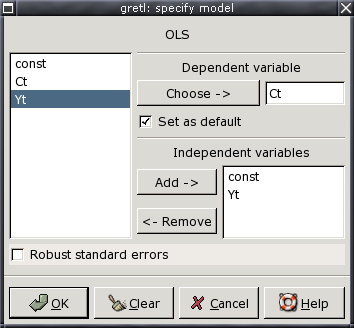 gretl: specify model
OLS
const
Ct
Yt
Dependent variable
Choose -> Ct
Set as default
Independent variables
Add ->
<- Remove
const
Yt
Robust standard errors
OK Clear Cancel Help